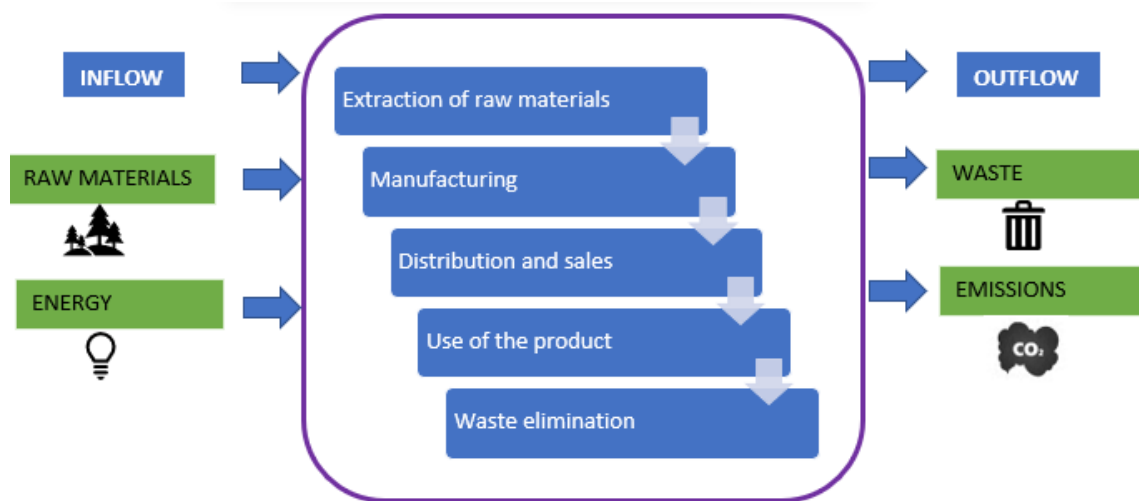 INFLOW
OUTFLOW
Extraction of raw materials
RAW MATERIALS
Manufacturing
WASTE
Distribution and sales
ENERGY
EMISSIONS
Use of the product
CO₂
Waste elimination